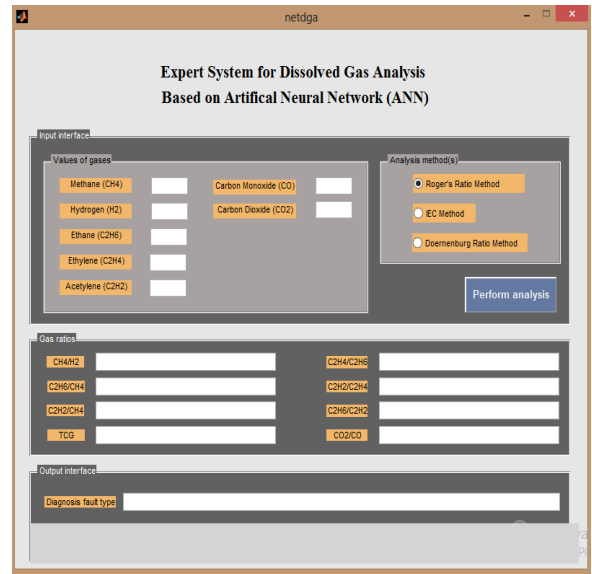 netdga
Expert System for Dissolved Gas Analysis
Based on Artifical Neural Network (ANN)
Input interface
Values of gases
Methane (CH4)
Hydrogen (H2)
Ethane (C2H6)
Ethylene (C2H4)
Acetylene (C2H2)
Carbon Monoxide (CO)
Carbon Dioxide (CO2)
Analysis method(s)
Roger's Ratio Method
IEC Method
Doernenburg Ratio Method
Perform analysis
Gas ratios
CH4/H2
C2H6/CH4
C2H2/CH4
TCG
C2H4/C2H6
C2H2/C2H4
C2H6/C2H2
CO2/CO
Output interface
Diagnosis fault type